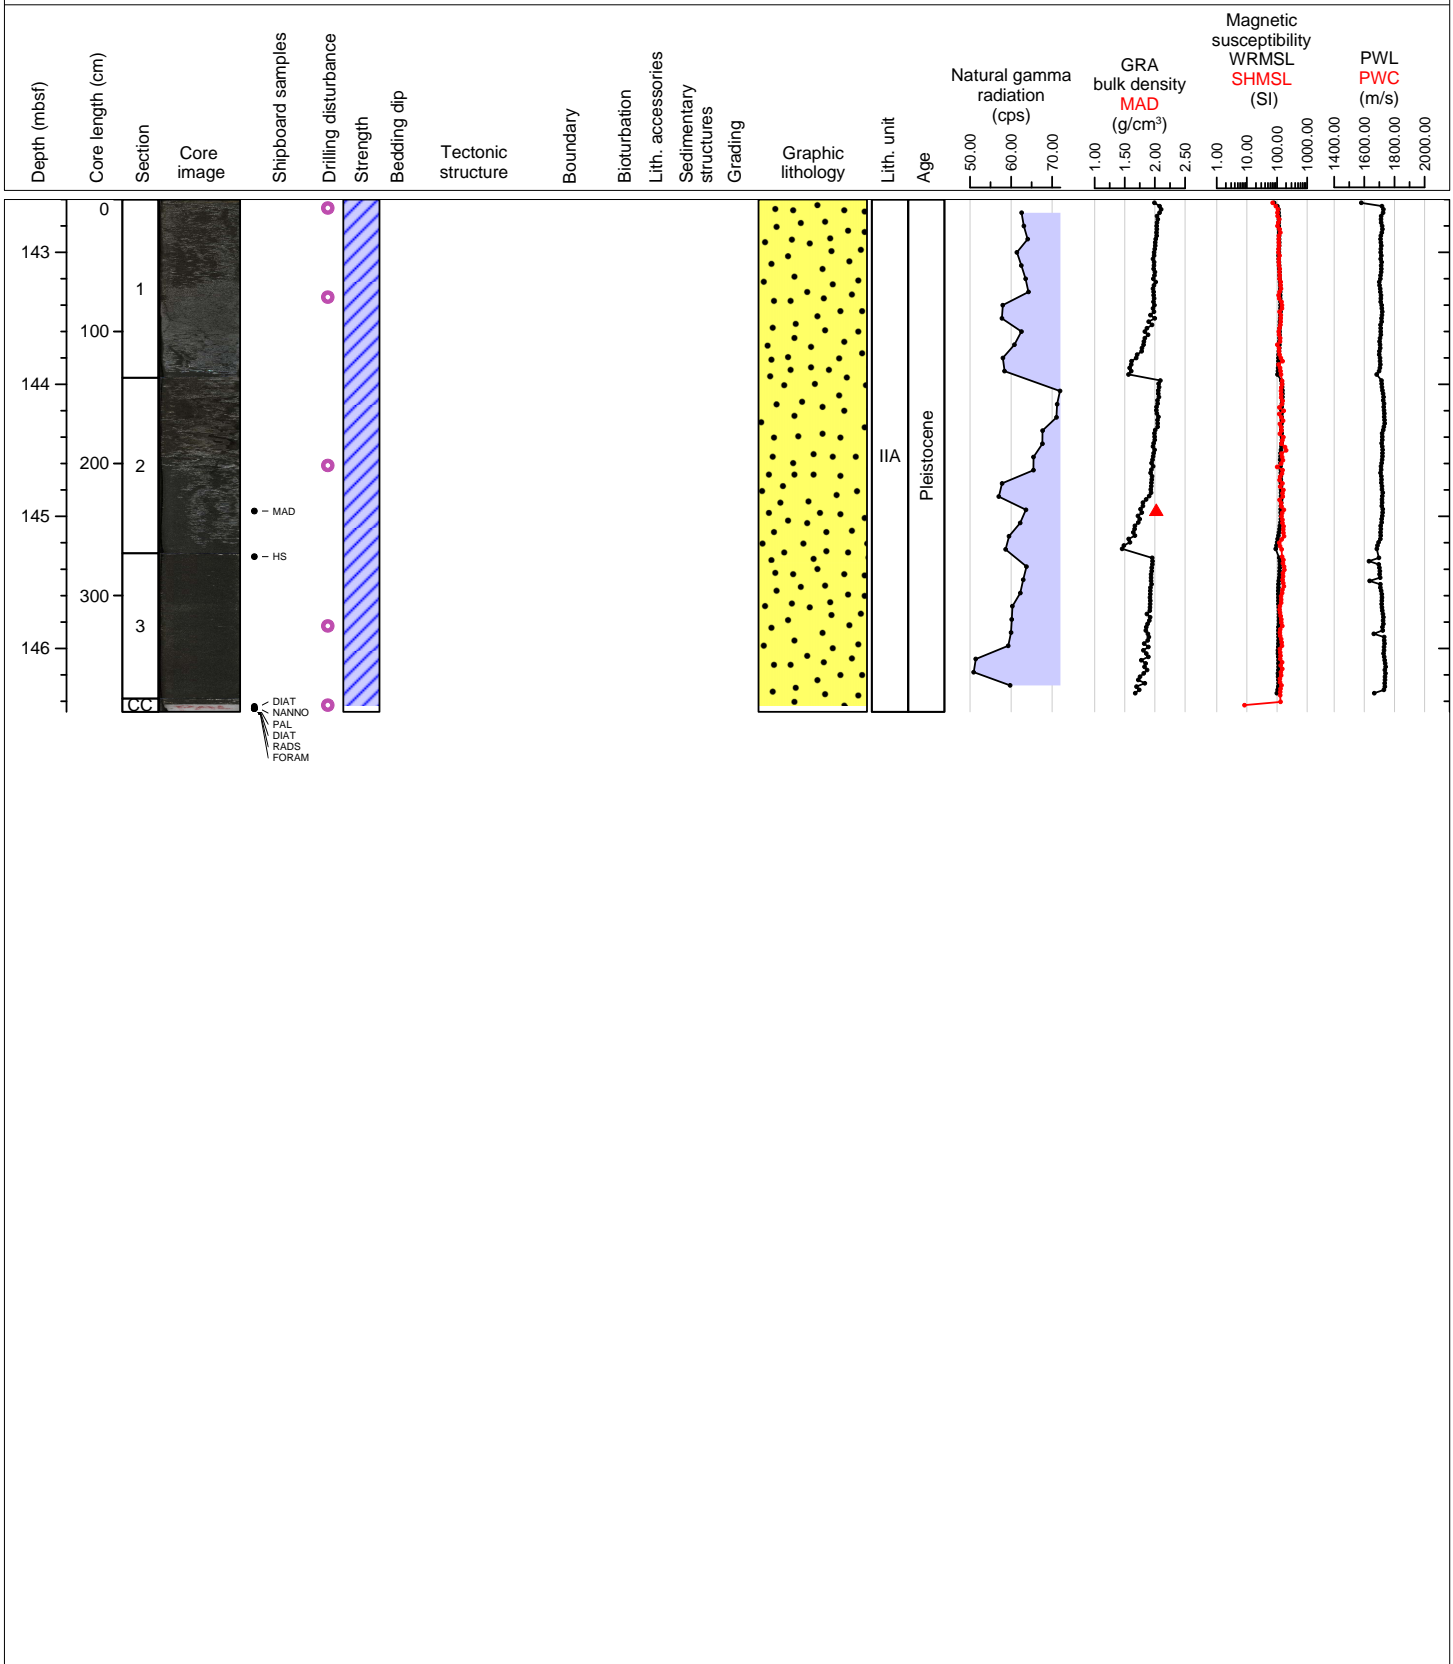 Depth (mbsf)
Core length (cm)
Section
Core
image
Shipboard samples
Drilling disturbance
Strength
Bedding dip
Tectonic
structure
Boundary
Bioturbation
Lith. accessories
Sedimentary
structures
Grading
Graphic
lithology
Lith. unit
Age
Natural gamma
radiation
(cps)
50.00 60.00 70.00
GRA
bulk density
MAD
(g/cm³)
1.00 1.50 2.00 2.50
Magnetic
susceptibility
WRMSL
SHMSL
(SI)
1.00 10.00 100.00 1000.00
PWL
PWC
(m/s)
1400.00 1600.00 1800.00 2000.00
0
143
1
100
144
Pleistocene
200 2 IIA
MAD
145
HS
300
3
146
CC
DIAT
NANNO
PAL
DIAT
RADS
FORAM